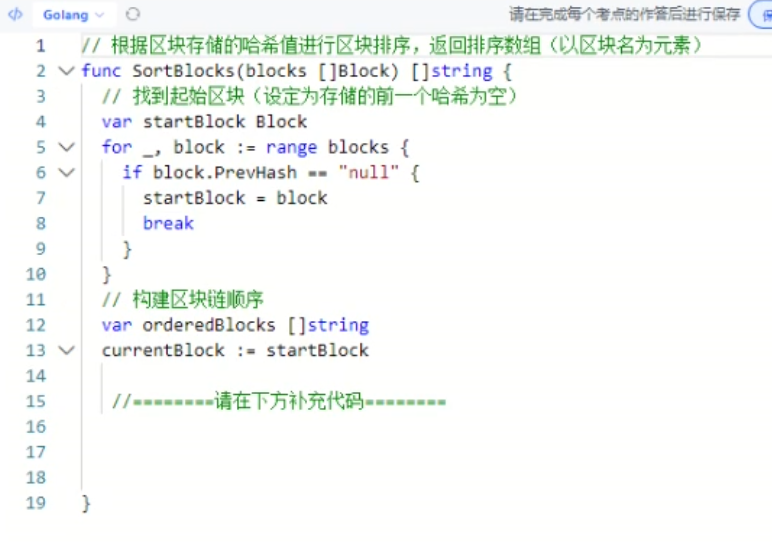 Golang 请在完成每个考点的作答后进行保存
1 // 根据区块存储的哈希值进行区块排序，返回排序数组（以区块名为元素）
2 func SortBlocks(blocks []Block) []string {
3 // 找到起始区块（设定为存储的前一个哈希为空）
4 var startBlock Block
5 for _, block := range blocks {
6 if block.PrevHash == "null" {
7 startBlock = block
8 break
9 }
10 }
11 // 构建区块链顺序
12 var orderedBlocks []string
13 currentBlock := startBlock
14
15 //========请在下方补充代码========
16
17
18
19 }